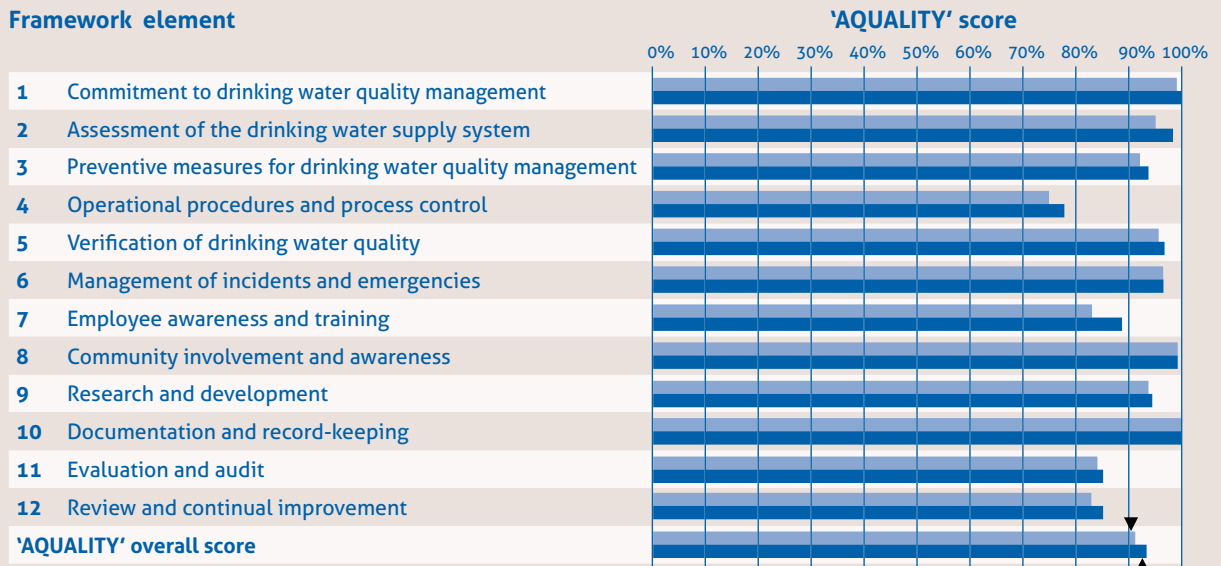 Framework element
‘AQUALITY’ score
0% 10% 20% 30% 40% 50% 60% 70% 80% 90% 100%
1 Commitment to drinking water quality management
2 Assessment of the drinking water supply system
3 Preventive measures for drinking water quality management
4 Operational procedures and process control
5 Verification of drinking water quality
6 Management of incidents and emergencies
7 Employee awareness and training
8 Community involvement and awareness
9 Research and development
10 Documentation and record-keeping
11 Evaluation and audit
12 Review and continual improvement
‘AQUALITY’ overall score